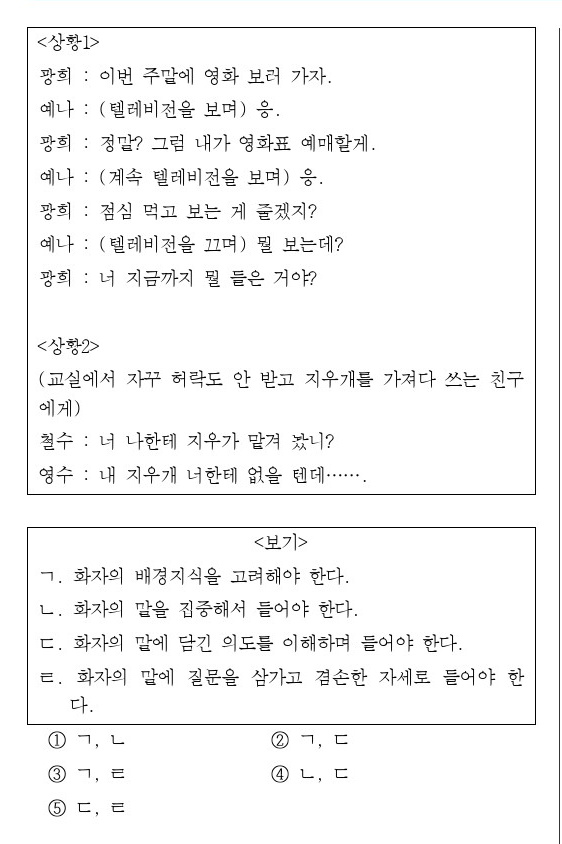 <상황1>
광희 : 이번 주말에 영화 보러 가자.
예나 : (텔레비전을 보며) 응.
광희 : 정말? 그럼 내가 영화표 예매할게.
예나 : (계속 텔레비전을 보며) 응.
광희 : 점심 먹고 보는 게 좋겠지?
예나 : (텔레비전을 끄며) 뭘 보는데?
광희 : 너 지금까지 뭘 들은 거야?
<상황2>
(교실에서 자꾸 허락도 안 받고 지우개를 가져다 쓰는 친구
에게)
철수 : 너 나한테 지우가 맡겨 놨니?
영수 : 내 지우개 너한테 없을 텐데…….
<보기>
ㄱ. 화자의 배경지식을 고려해야 한다.
ㄴ. 화자의 말을 집중해서 들어야 한다.
ㄷ. 화자의 말에 담긴 의도를 이해하며 들어야 한다.
ㄹ. 화자의 말에 질문을 삼가고 겸손한 자세로 들어야 한
다.
① ㄱ, ㄴ ② ㄱ, ㄷ
③ ㄱ, ㄹ ④ ㄴ, ㄷ
⑤ ㄷ, ㄹ